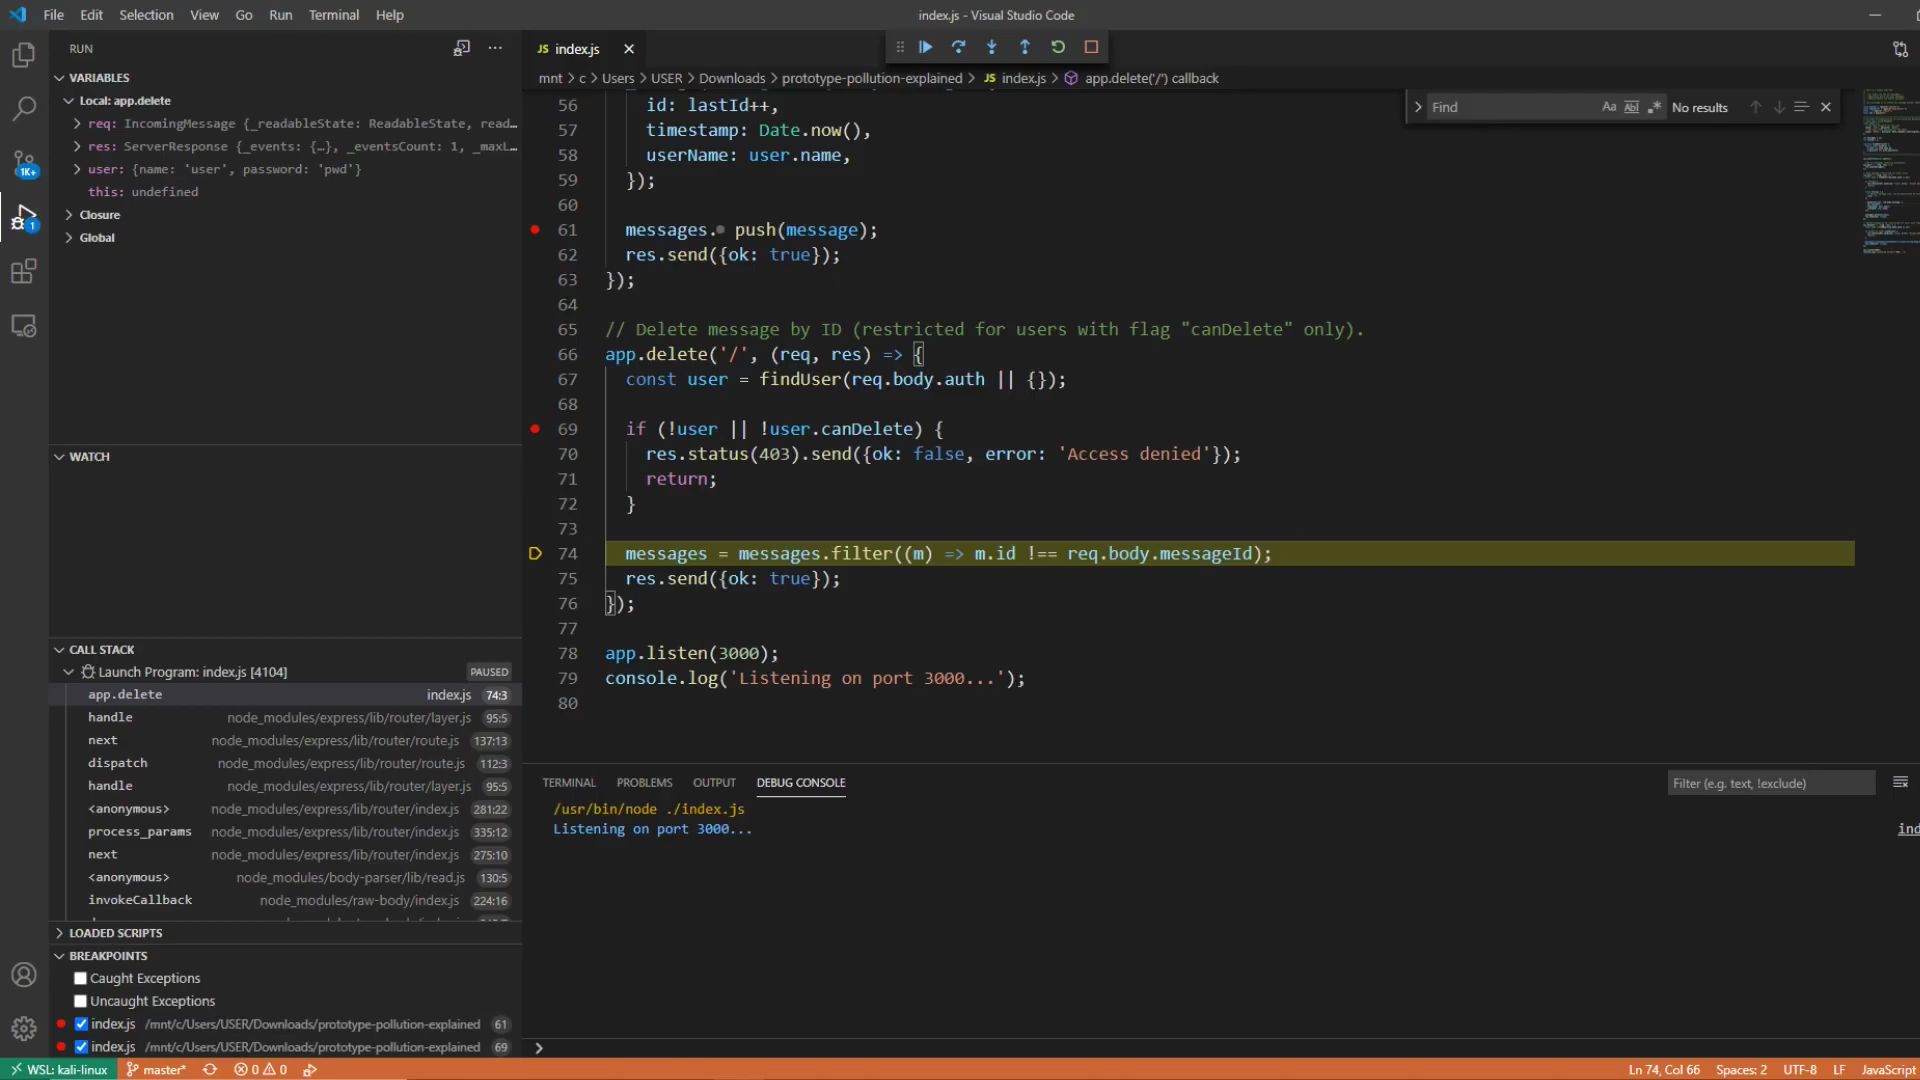 File Edit Selection View Go Run Terminal Help
index.js - Visual Studio Code
RUN
VARIABLES
Local: app.delete
req: IncomingMessage {_readableState: ReadableState, read…
res: ServerResponse {_events: {…}, _eventsCount: 1, _maxL…
user: {name: 'user', password: 'pwd'}
this: undefined
Closure
Global
1K+
1
WATCH
CALL STACK
Launch Program: index.js [4104] PAUSED
app.delete index.js 74:3
handle node_modules/express/lib/router/layer.js 95:5
next node_modules/express/lib/router/route.js 137:13
dispatch node_modules/express/lib/router/route.js 112:3
handle node_modules/express/lib/router/layer.js 95:5
<anonymous> node_modules/express/lib/router/index.js 281:22
process_params node_modules/express/lib/router/index.js 335:12
next node_modules/express/lib/router/index.js 275:10
<anonymous> node_modules/body-parser/lib/read.js 130:5
invokeCallback node_modules/raw-body/index.js 224:16
LOADED SCRIPTS
BREAKPOINTS
Caught Exceptions
Uncaught Exceptions
index.js /mnt/c/Users/USER/Downloads/prototype-pollution-explained 61
index.js /mnt/c/Users/USER/Downloads/prototype-pollution-explained 69
JS index.js
mnt > c > Users > USER > Downloads > prototype-pollution-explained > JS index.js > app.delete('/') callback
Find Aa Abl .* No results
56 id: lastId++,
57 timestamp: Date.now(),
58 userName: user.name,
59 });
60
61 messages. push(message);
62 res.send({ok: true});
63 });
64
65 // Delete message by ID (restricted for users with flag "canDelete" only).
66 app.delete('/', (req, res) => {
67 const user = findUser(req.body.auth || {});
68
69 if (!user || !user.canDelete) {
70 res.status(403).send({ok: false, error: 'Access denied'});
71 return;
72 }
73
74 messages = messages.filter((m) => m.id !== req.body.messageId);
75 res.send({ok: true});
76 });
77
78 app.listen(3000);
79 console.log('Listening on port 3000...');
80
TERMINAL PROBLEMS OUTPUT DEBUG CONSOLE
Filter (e.g. text, !exclude)
/usr/bin/node ./index.js
Listening on port 3000...
ind
WSL: kali-linux master* 0 0
Ln 74, Col 66 Spaces: 2 UTF-8 LF JavaScript